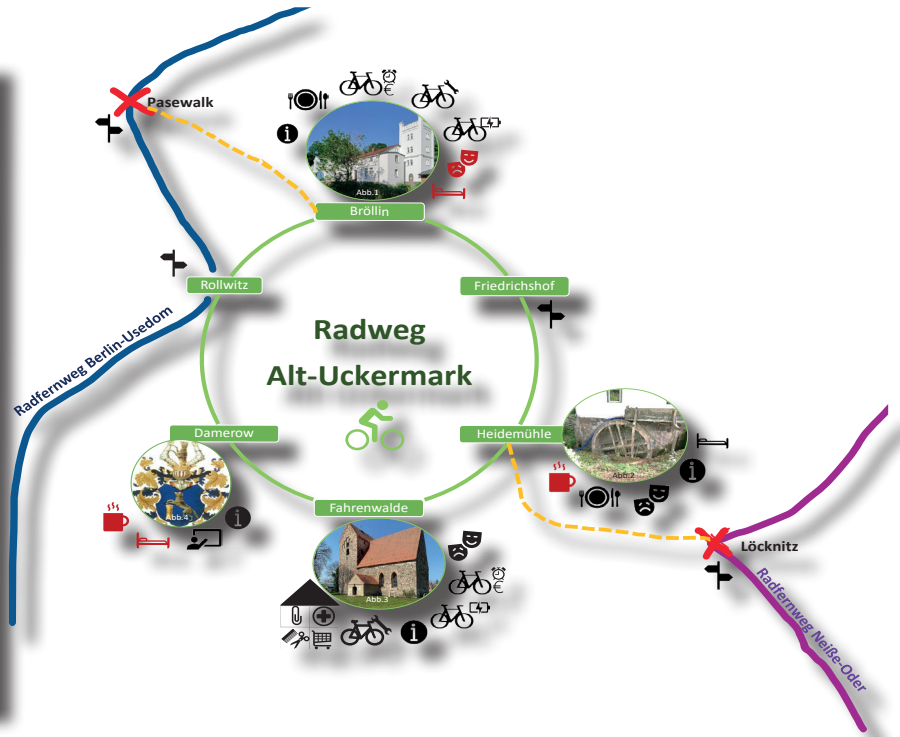 Pasewalk
Abb.1
Bröllin
Rollwitz
Friedrichshof
Radweg
Alt-Uckermark
Radfernweg Berlin-Usedom
Damerow
Heidemühle
Abb.2
Abb.4
Fahrenwalde
Abb.3
Löcknitz
Radfernweg Neiße-Oder